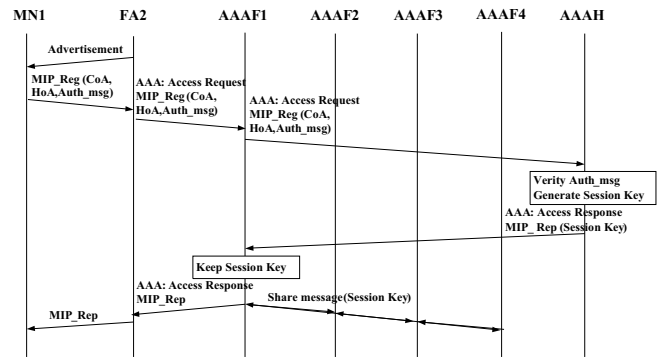 MN1 FA2 AAAF1 AAAF2 AAAF3 AAAF4 AAAH
Advertisement
MIP_Reg (CoA,
HoA,Auth_msg)
AAA: Access Request
MIP_Reg (CoA,
HoA,Auth_msg)
AAA: Access Request
MIP_Reg (CoA,
HoA,Auth_msg)
Verity Auth_msg
Generate Session Key
AAA: Access Response
MIP_ Rep (Session Key)
Keep Session Key
AAA: Access Response
MIP_Rep
Share message(Session Key)
MIP_Rep